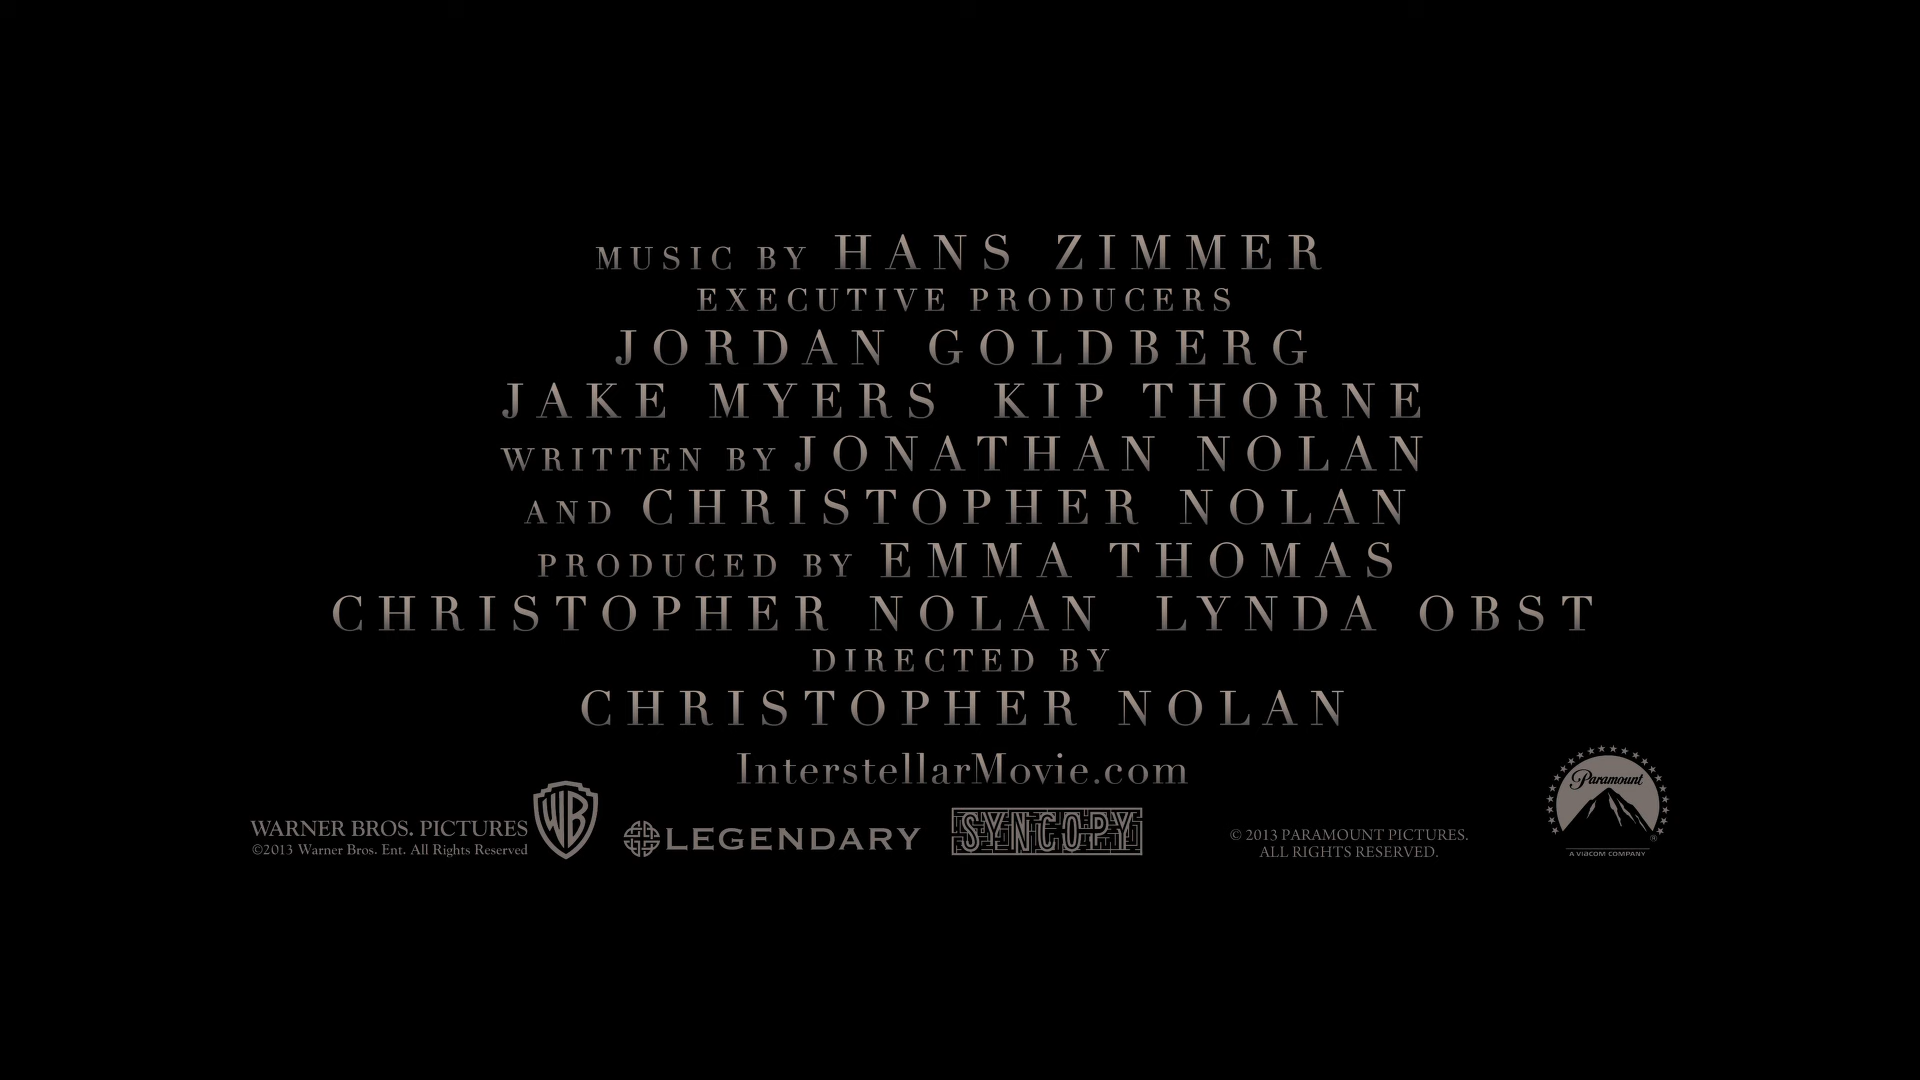 MUSIC BY HANS ZIMMER
EXECUTIVE PRODUCERS
JORDAN GOLDBERG
JAKE MYERS KIP THORNE
WRITTEN BY JONATHAN NOLAN
AND CHRISTOPHER NOLAN
PRODUCED BY EMMA THOMAS
CHRISTOPHER NOLAN LYNDA OBST
DIRECTED BY
CHRISTOPHER NOLAN
InterstellarMovie.com
WARNER BROS. PICTURES
©2013 Warner Bros. Ent. All Rights Reserved
WB
LEGENDARY
SYNCOPY
© 2013 PARAMOUNT PICTURES.
ALL RIGHTS RESERVED.
Paramount
®
A VIACOM COMPANY